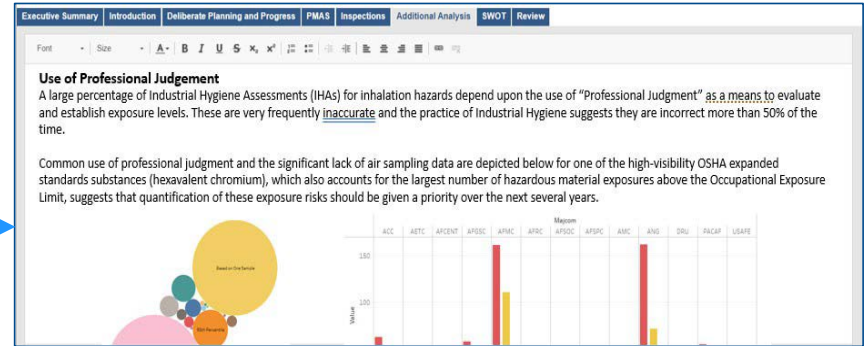 Executive Summary Introduction Deliberate Planning and Progress PMAS Inspections Additional Analysis SWOT Review
Font Size A B I U S x₂ x²
Use of Professional Judgement
A large percentage of Industrial Hygiene Assessments (IHAs) for inhalation hazards depend upon the use of “Professional Judgment” as a means to evaluate
and establish exposure levels. These are very frequently inaccurate and the practice of Industrial Hygiene suggests they are incorrect more than 50% of the
time.
Common use of professional judgment and the significant lack of air sampling data are depicted below for one of the high-visibility OSHA expanded
standards substances (hexavalent chromium), which also accounts for the largest number of hazardous material exposures above the Occupational Exposure
Limit, suggests that quantification of these exposure risks should be given a priority over the next several years.
Based on One Sample
Majcom
ACC AETC AFCENT AFGSC AFMC AFRC AFSOC AFSPC AMC ANG DRU PACAF USAFE
150
100
Value